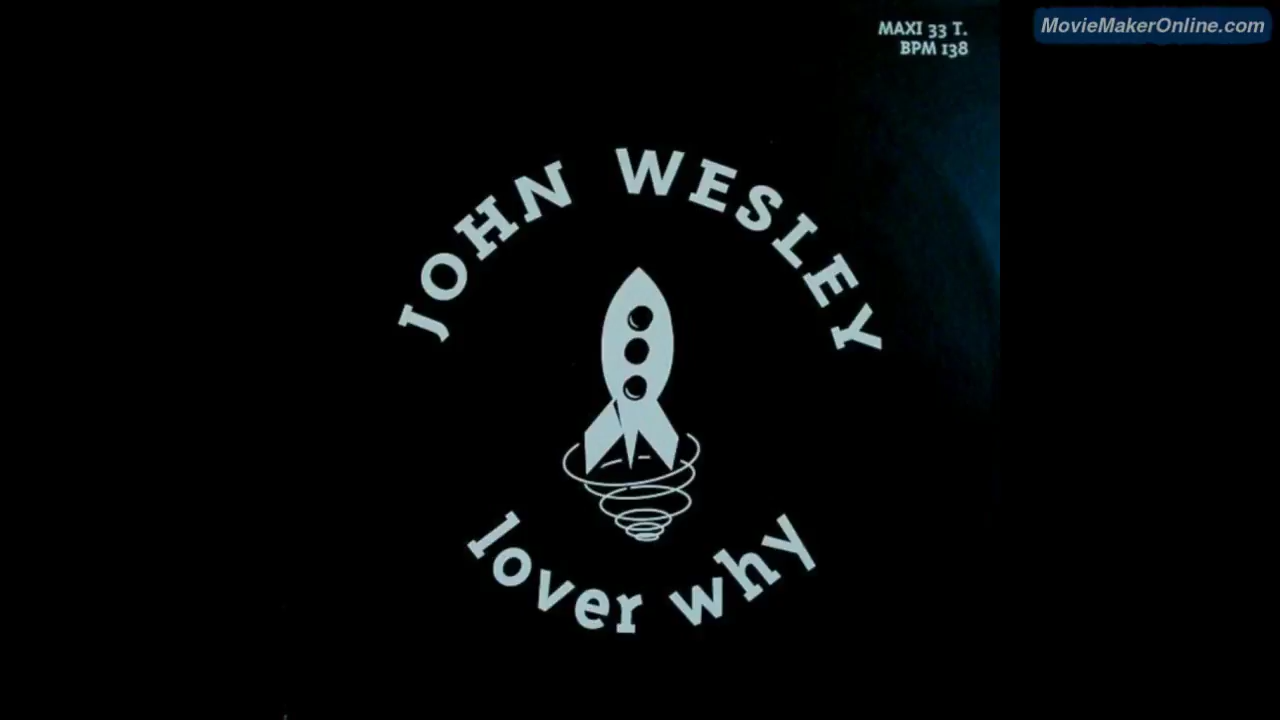 MovieMakerOnline.com
MAXI 33 T.
BPM 138
JOHN WESLEY
lover why